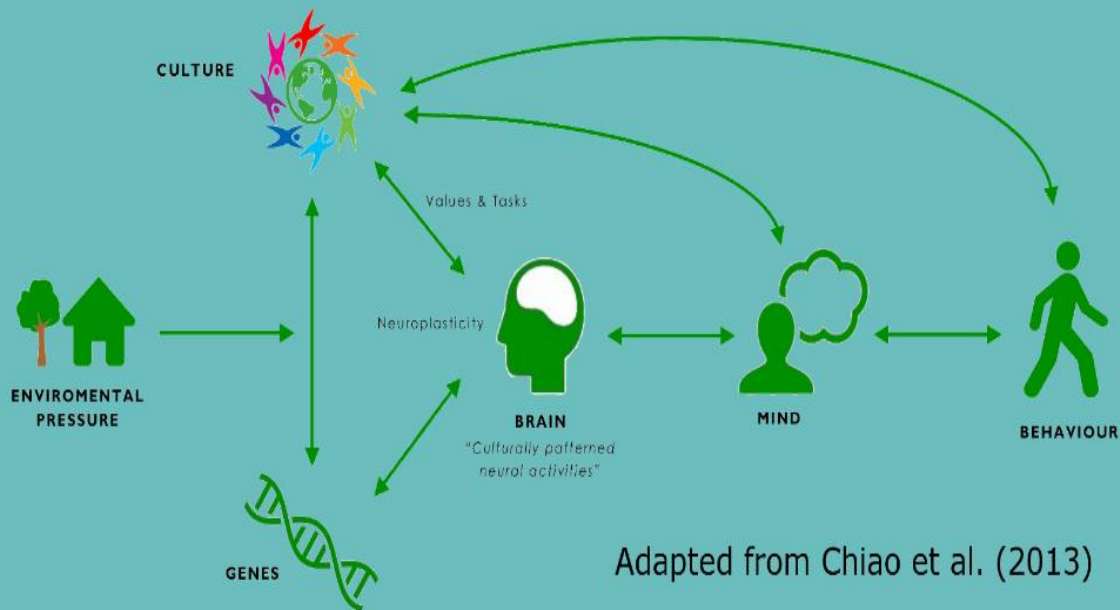 CULTURE
Values & Tasks
Neuroplasticity
ENVIROMENTAL
PRESSURE
BRAIN
"Culturally patterned
neural activities"
MIND
BEHAVIOUR
GENES
Adapted from Chiao et al. (2013)